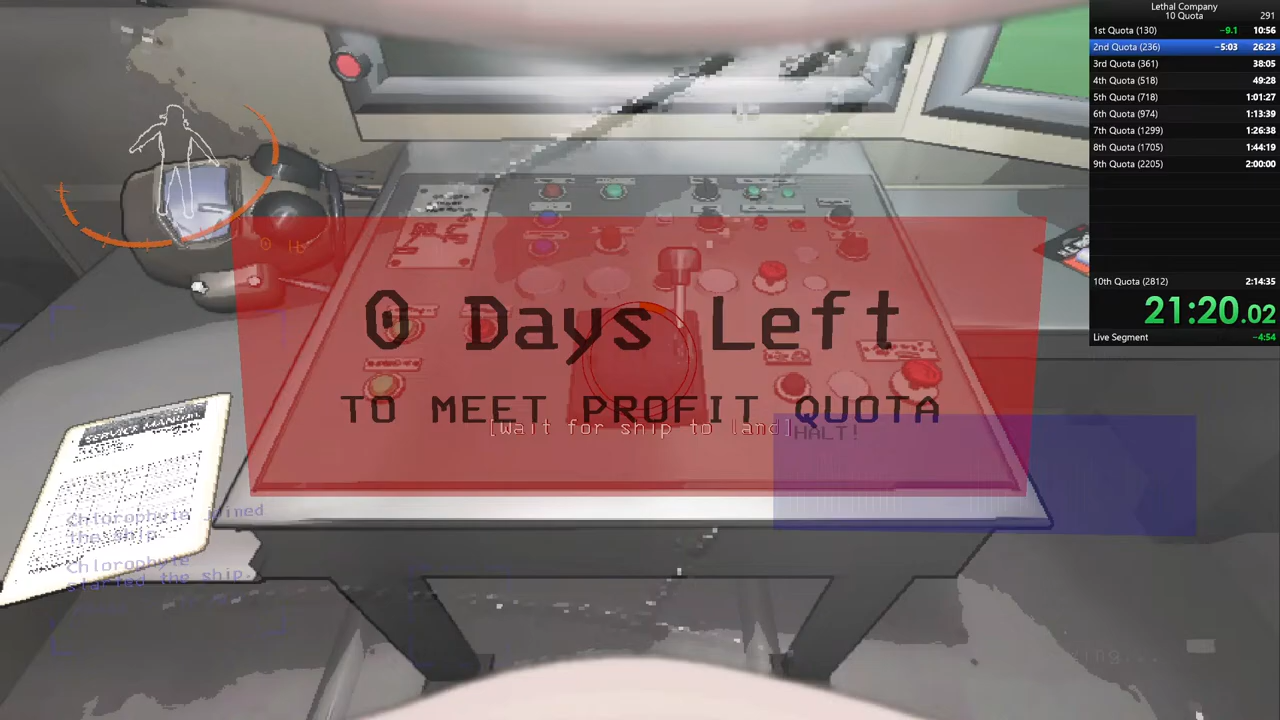 Lethal Company
10 Quota 291
1st Quota (130) −9.1 10:56
2nd Quota (236) −5:03 26:23
3rd Quota (361) 38:05
4th Quota (518) 49:28
5th Quota (718) 1:01:27
6th Quota (974) 1:13:39
7th Quota (1299) 1:26:38
8th Quota (1705) 1:44:19
9th Quota (2205) 2:00:00
10th Quota (2812) 2:14:35
21:20.02
Live Segment −4:54
0 Days Left
TO MEET PROFIT QUOTA
[Wait for ship to land]
HALT!
SERVICE MANUAL
Chlorophyte joined
the ship.
Chlorophyte
started the ship.